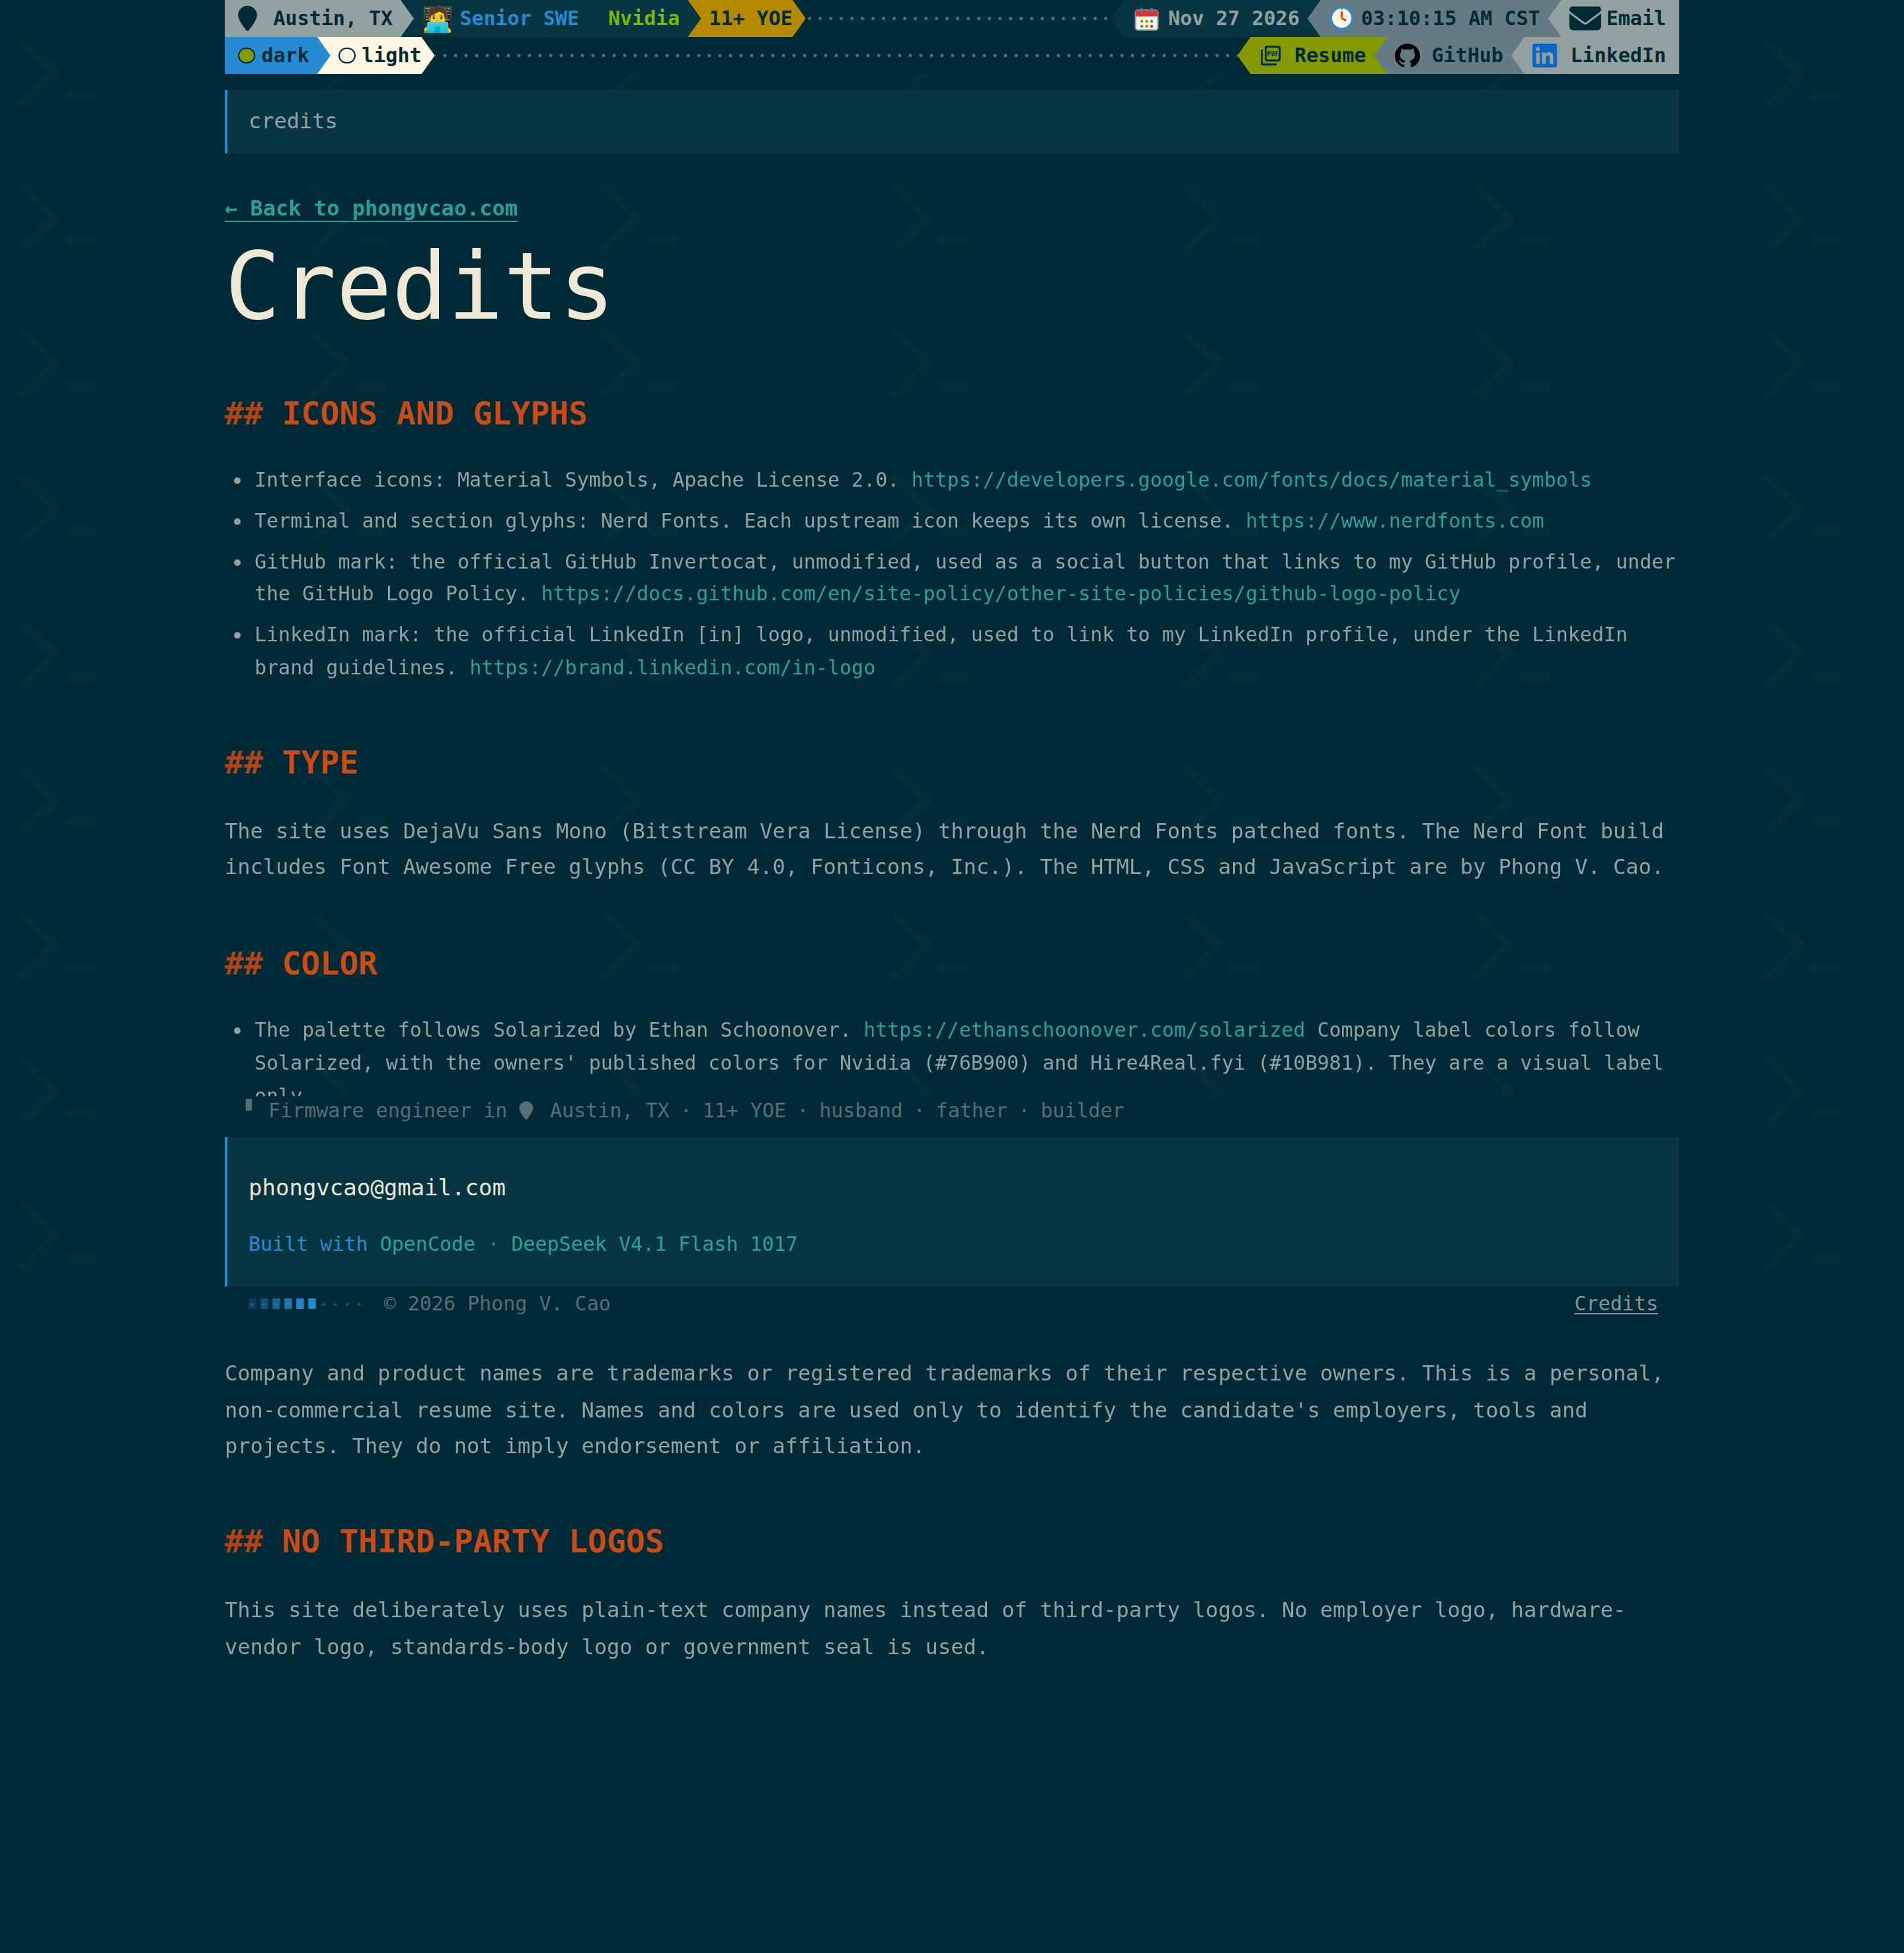 Austin, TX Senior SWE Nvidia 11+ YOE Nov 27 2026 03:10:15 AM CST Email
dark light Resume GitHub LinkedIn
credits
← Back to phongvcao.com
Credits
## ICONS AND GLYPHS
• Interface icons: Material Symbols, Apache License 2.0. https://developers.google.com/fonts/docs/material_symbols
• Terminal and section glyphs: Nerd Fonts. Each upstream icon keeps its own license. https://www.nerdfonts.com
• GitHub mark: the official GitHub Invertocat, unmodified, used as a social button that links to my GitHub profile, under
the GitHub Logo Policy. https://docs.github.com/en/site-policy/other-site-policies/github-logo-policy
• LinkedIn mark: the official LinkedIn [in] logo, unmodified, used to link to my LinkedIn profile, under the LinkedIn
brand guidelines. https://brand.linkedin.com/in-logo
## TYPE
The site uses DejaVu Sans Mono (Bitstream Vera License) through the Nerd Fonts patched fonts. The Nerd Font build
includes Font Awesome Free glyphs (CC BY 4.0, Fonticons, Inc.). The HTML, CSS and JavaScript are by Phong V. Cao.
## COLOR
• The palette follows Solarized by Ethan Schoonover. https://ethanschoonover.com/solarized Company label colors follow
Solarized, with the owners' published colors for Nvidia (#76B900) and Hire4Real.fyi (#10B981). They are a visual label
only.
Firmware engineer in Austin, TX · 11+ YOE · husband · father · builder
phongvcao@gmail.com
Built with OpenCode · DeepSeek V4.1 Flash 1017
© 2026 Phong V. Cao Credits
Company and product names are trademarks or registered trademarks of their respective owners. This is a personal,
non-commercial resume site. Names and colors are used only to identify the candidate's employers, tools and
projects. They do not imply endorsement or affiliation.
## NO THIRD-PARTY LOGOS
This site deliberately uses plain-text company names instead of third-party logos. No employer logo, hardware-
vendor logo, standards-body logo or government seal is used.